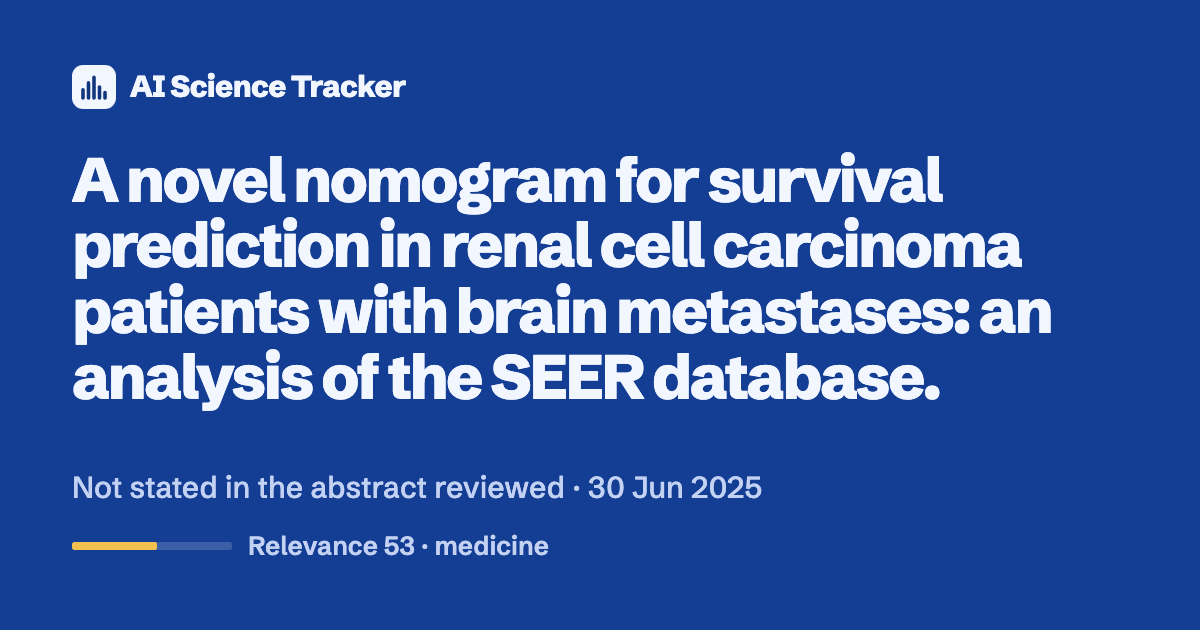 AI Science Tracker
A novel nomogram for survival
prediction in renal cell carcinoma
patients with brain metastases: an
analysis of the SEER database.
Not stated in the abstract reviewed · 30 Jun 2025
Relevance 53 · medicine